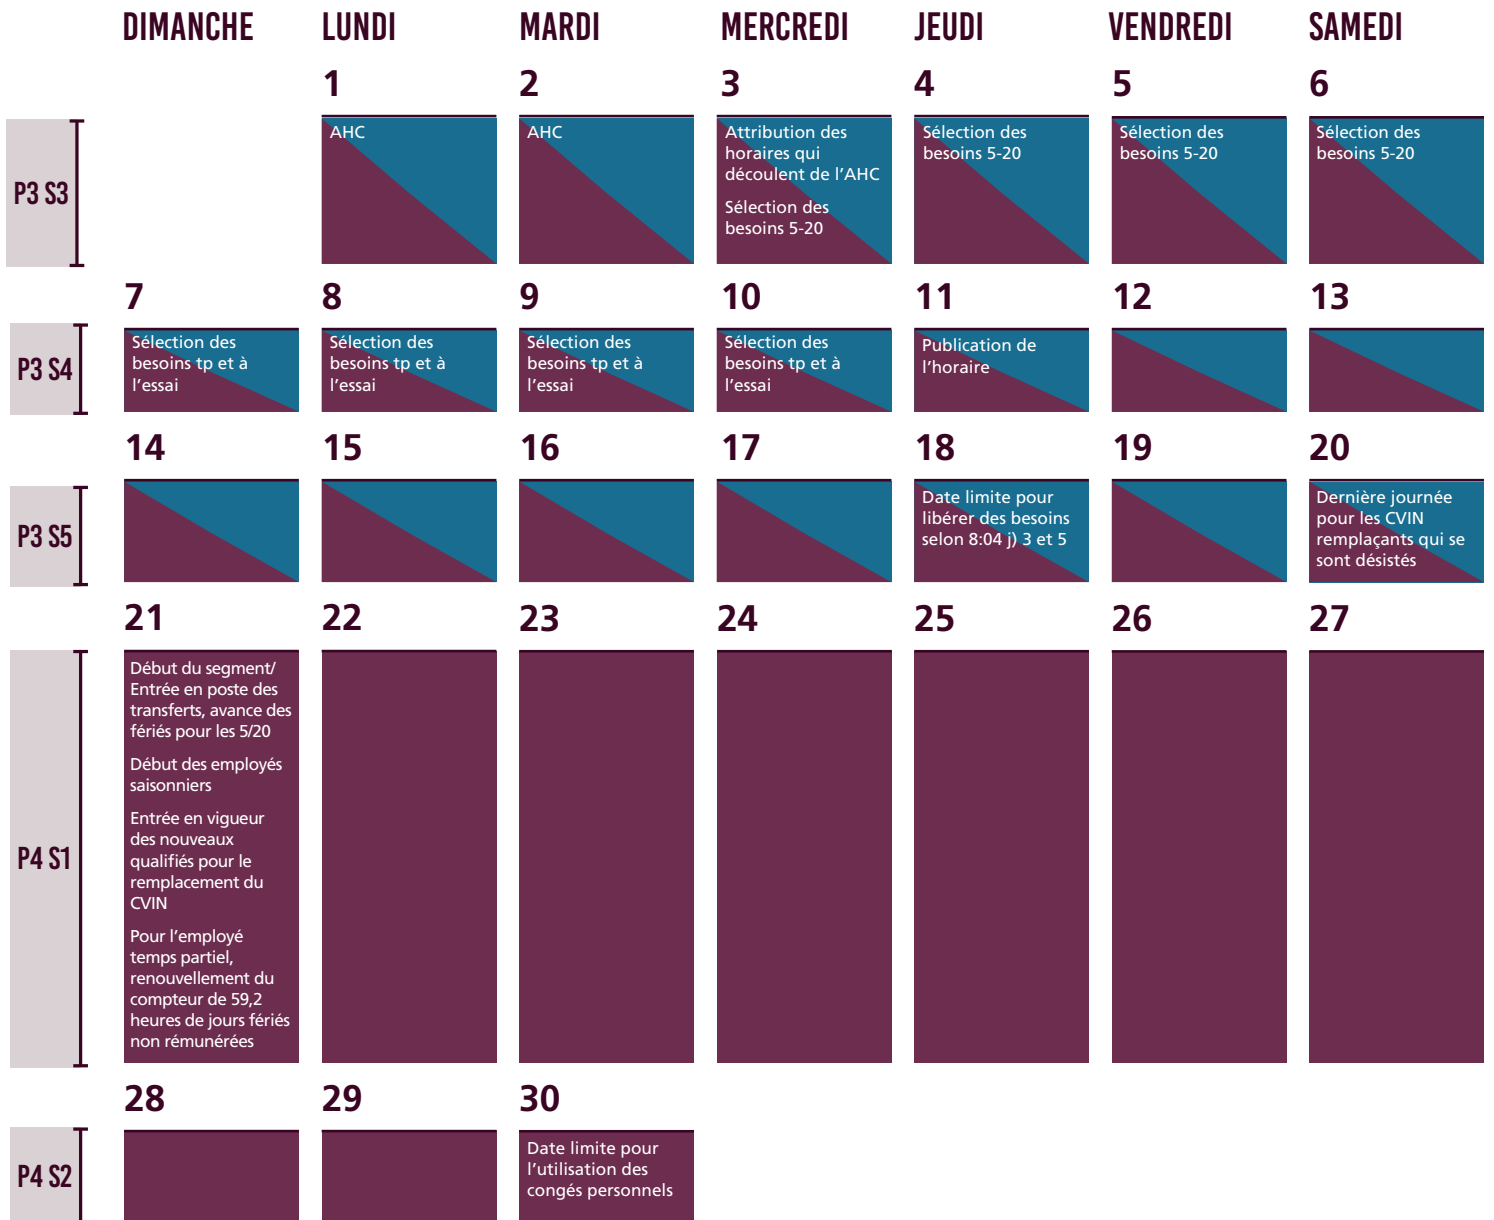 DIMANCHE LUNDI MARDI MERCREDI JEUDI VENDREDI SAMEDI
1 2 3 4 5 6
P3 S3
AHC
AHC
Attribution des
horaires qui
découlent de l’AHC
Sélection des
besoins 5-20
Sélection des
besoins 5-20
Sélection des
besoins 5-20
Sélection des
besoins 5-20
7 8 9 10 11 12 13
P3 S4
Sélection des
besoins tp et à
l’essai
Sélection des
besoins tp et à
l’essai
Sélection des
besoins tp et à
l’essai
Sélection des
besoins tp et à
l’essai
Publication de
l’horaire
14 15 16 17 18 19 20
P3 S5
Date limite pour
libérer des besoins
selon 8:04 j) 3 et 5
Dernière journée
pour les CVIN
remplaçants qui se
sont désistés
21 22 23 24 25 26 27
P4 S1
Début du segment/
Entrée en poste des
transferts, avance des
fériés pour les 5/20
Début des employés
saisonniers
Entrée en vigueur
des nouveaux
qualifiés pour le
remplacement du
CVIN
Pour l’employé
temps partiel,
renouvellement du
compteur de 59,2
heures de jours fériés
non rémunérées
28 29 30
P4 S2
Date limite pour
l’utilisation des
congés personnels